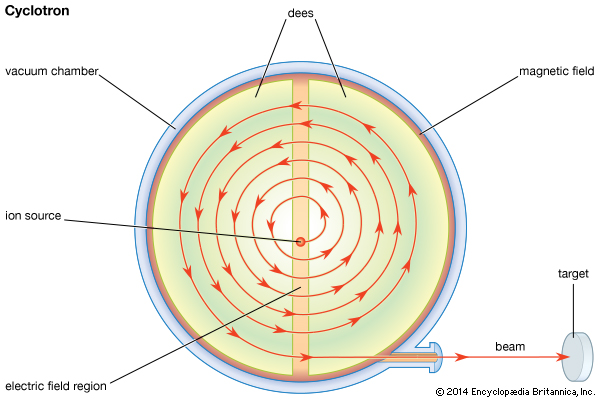 Cyclotron
dees
vacuum chamber
magnetic field
ion source
target
beam
electric field region
© 2014 Encyclopædia Britannica, Inc.